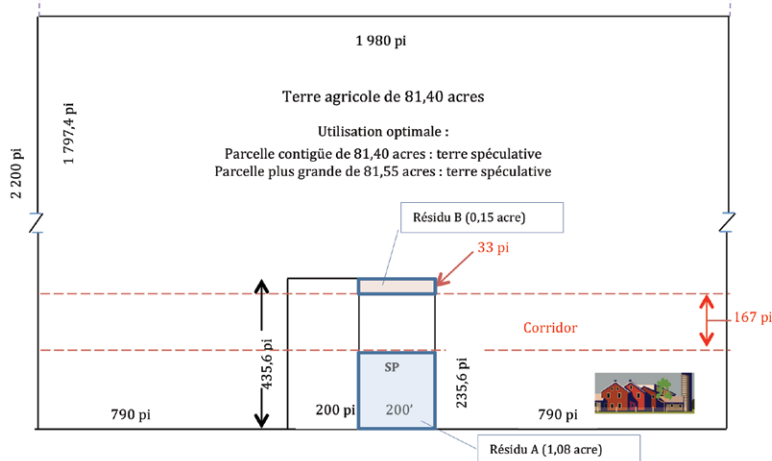 1 980 pi
Terre agricole de 81,40 acres
1 797,4 pi
2 200 pi
Utilisation optimale :
Parcelle contigüe de 81,40 acres : terre spéculative
Parcelle plus grande de 81,55 acres : terre spéculative
Résidu B (0,15 acre)
33 pi
167 pi
Corridor
435,6 pi
SP
235,6 pi
790 pi
200 pi
200'
790 pi
Résidu A (1,08 acre)